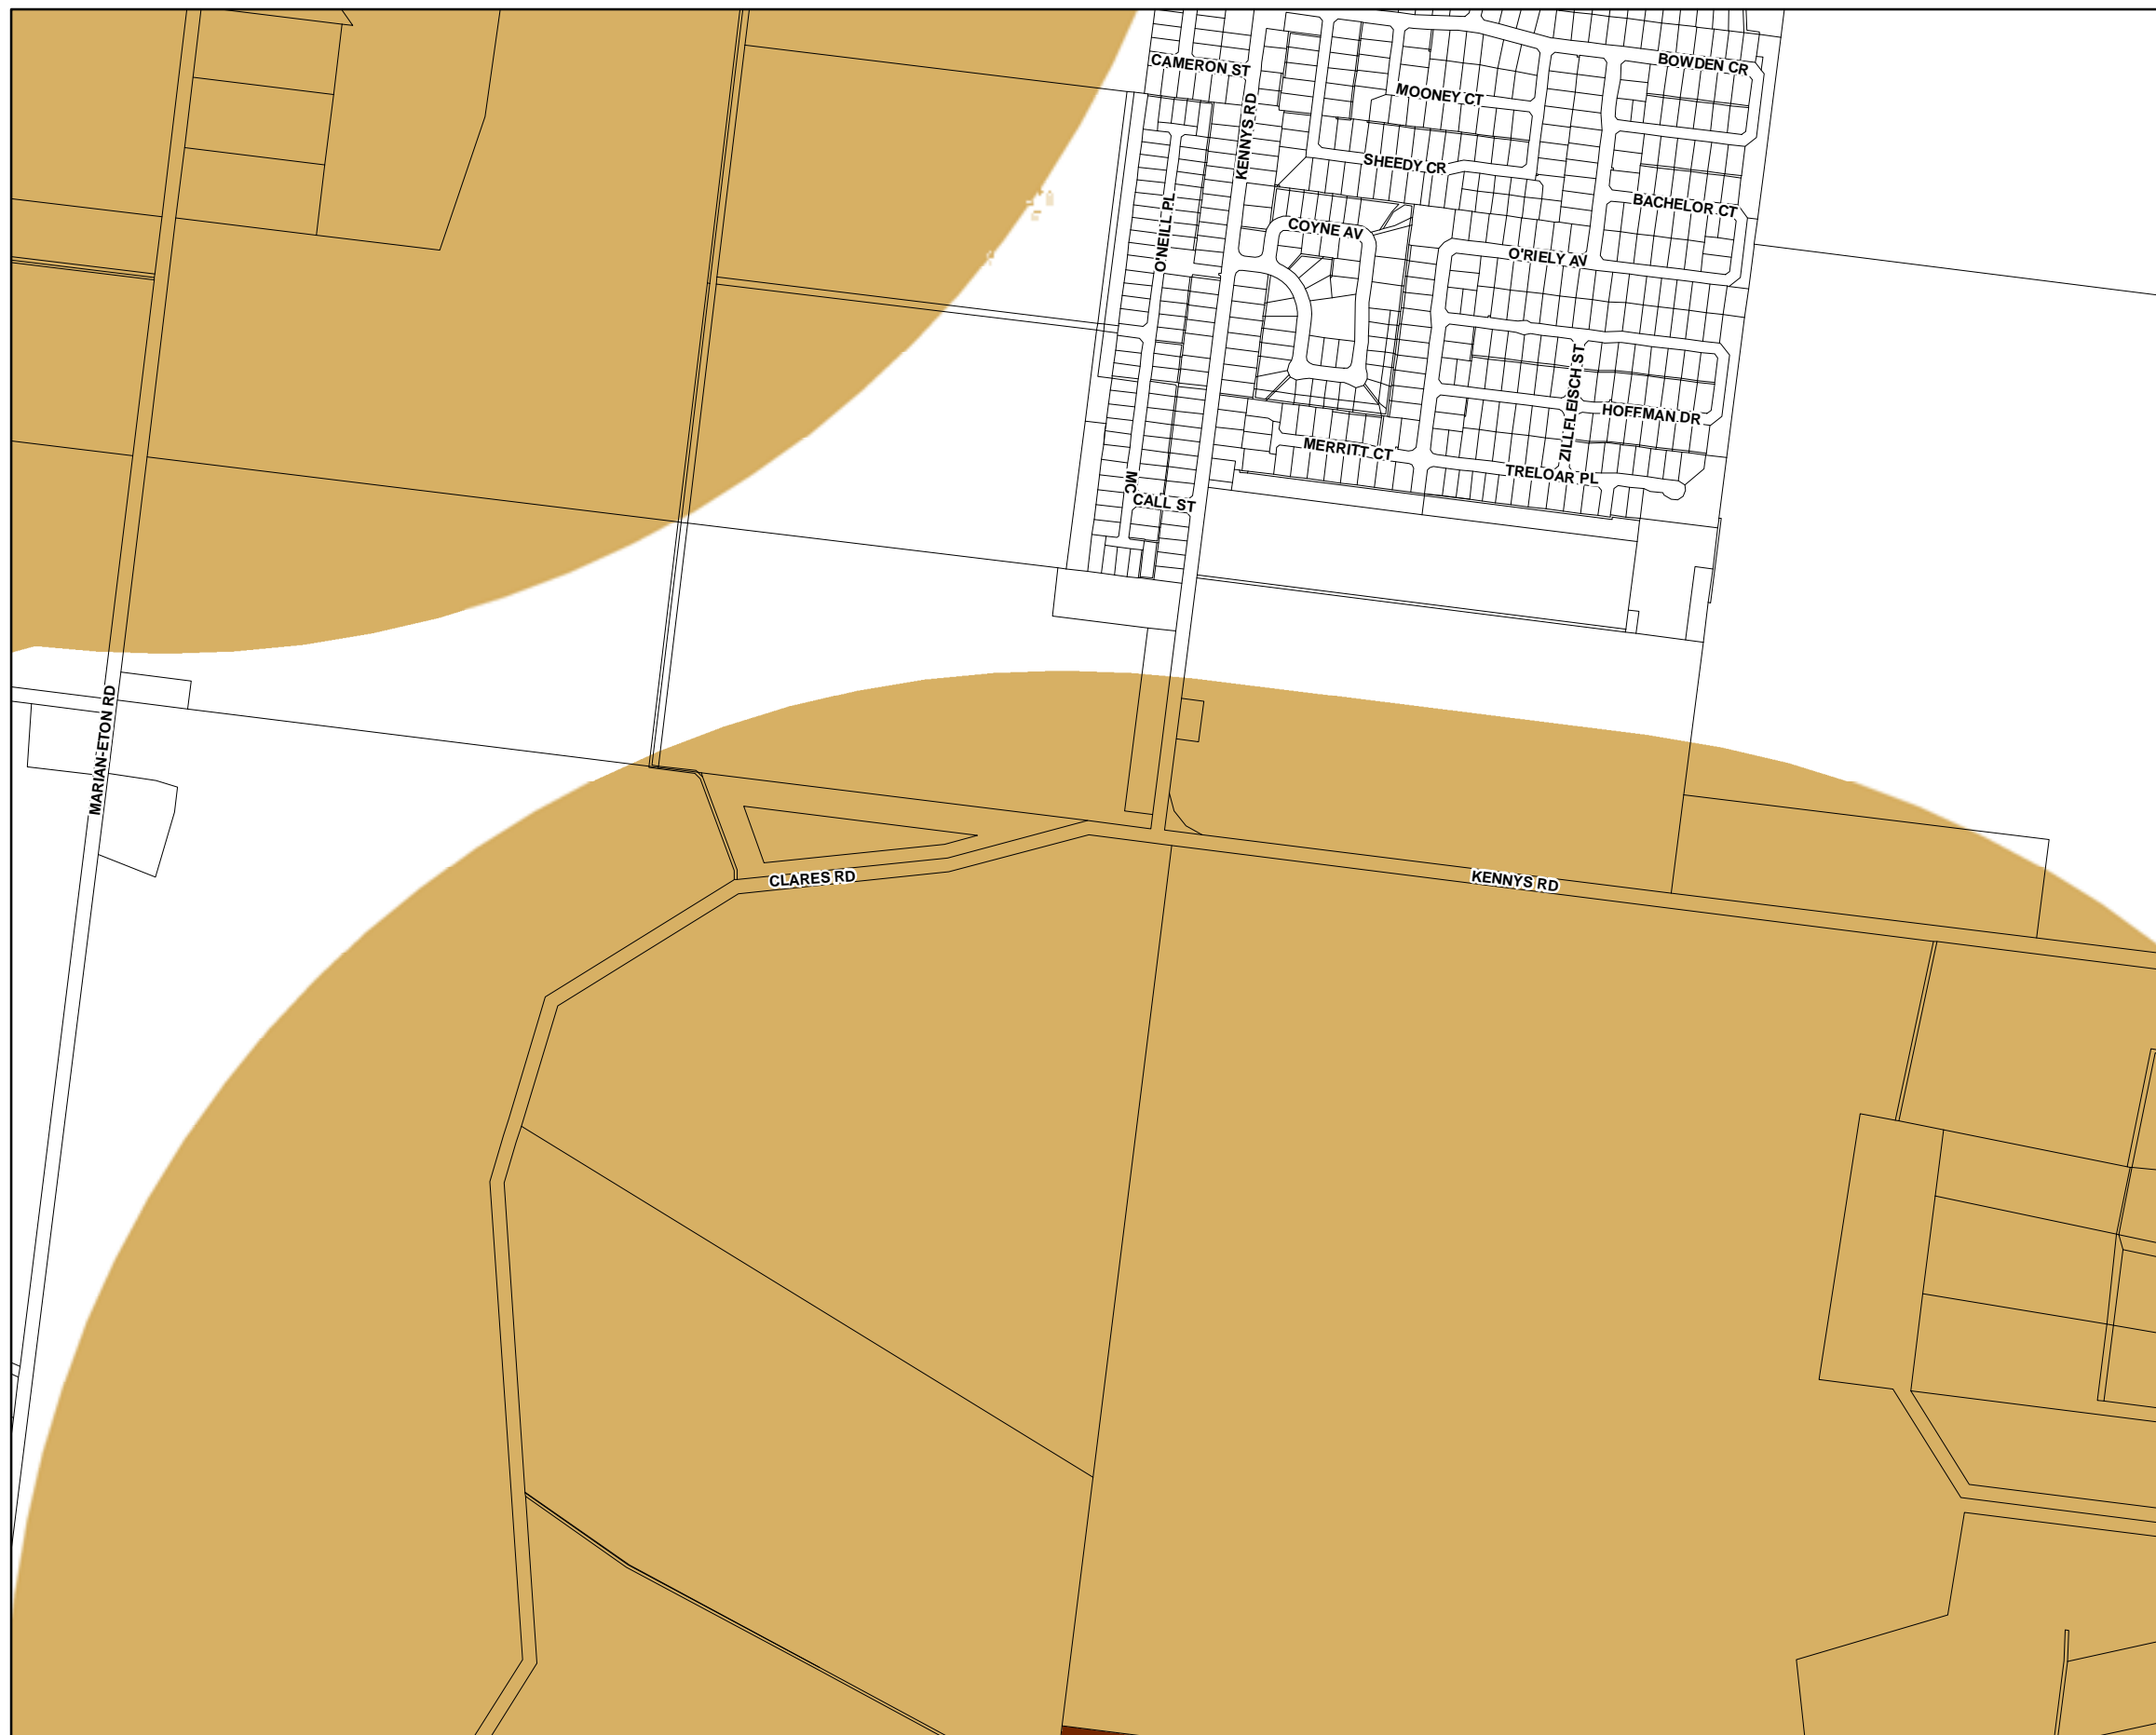 BOWDEN CR
CAMERON ST
MOONEY CT
KENNYS RD
SHEEDY CR
BACHELOR CT
O'NEILL PL
COYNE AV
O'RIELY AV
ZILLFLEISCH ST
HOFFMAN DR
MERRITT CT
TRELOAR PL
MC
CALL ST
MARIAN-ETON RD
CLARES RD
KENNYS RD